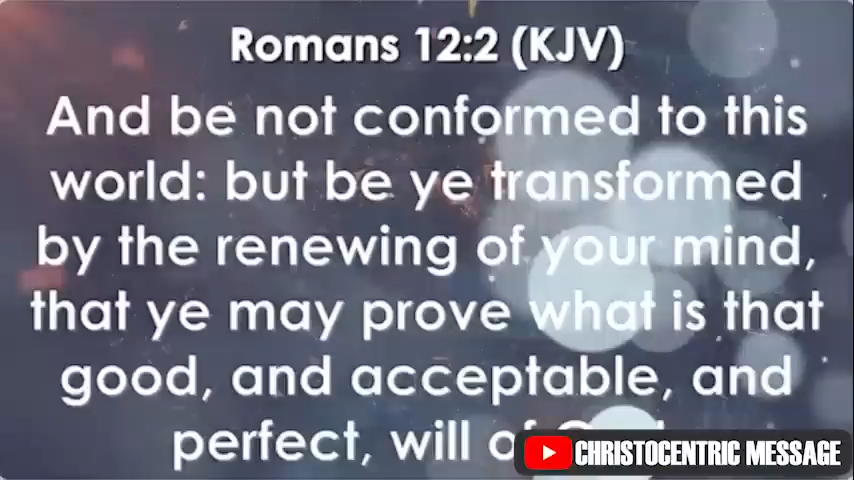 Romans 12:2 (KJV)
And be not conformed to this
world: but be ye transformed
by the renewing of your mind,
that ye may prove what is that
good, and acceptable, and
perfect, will of
CHRISTOCENTRIC MESSAGE